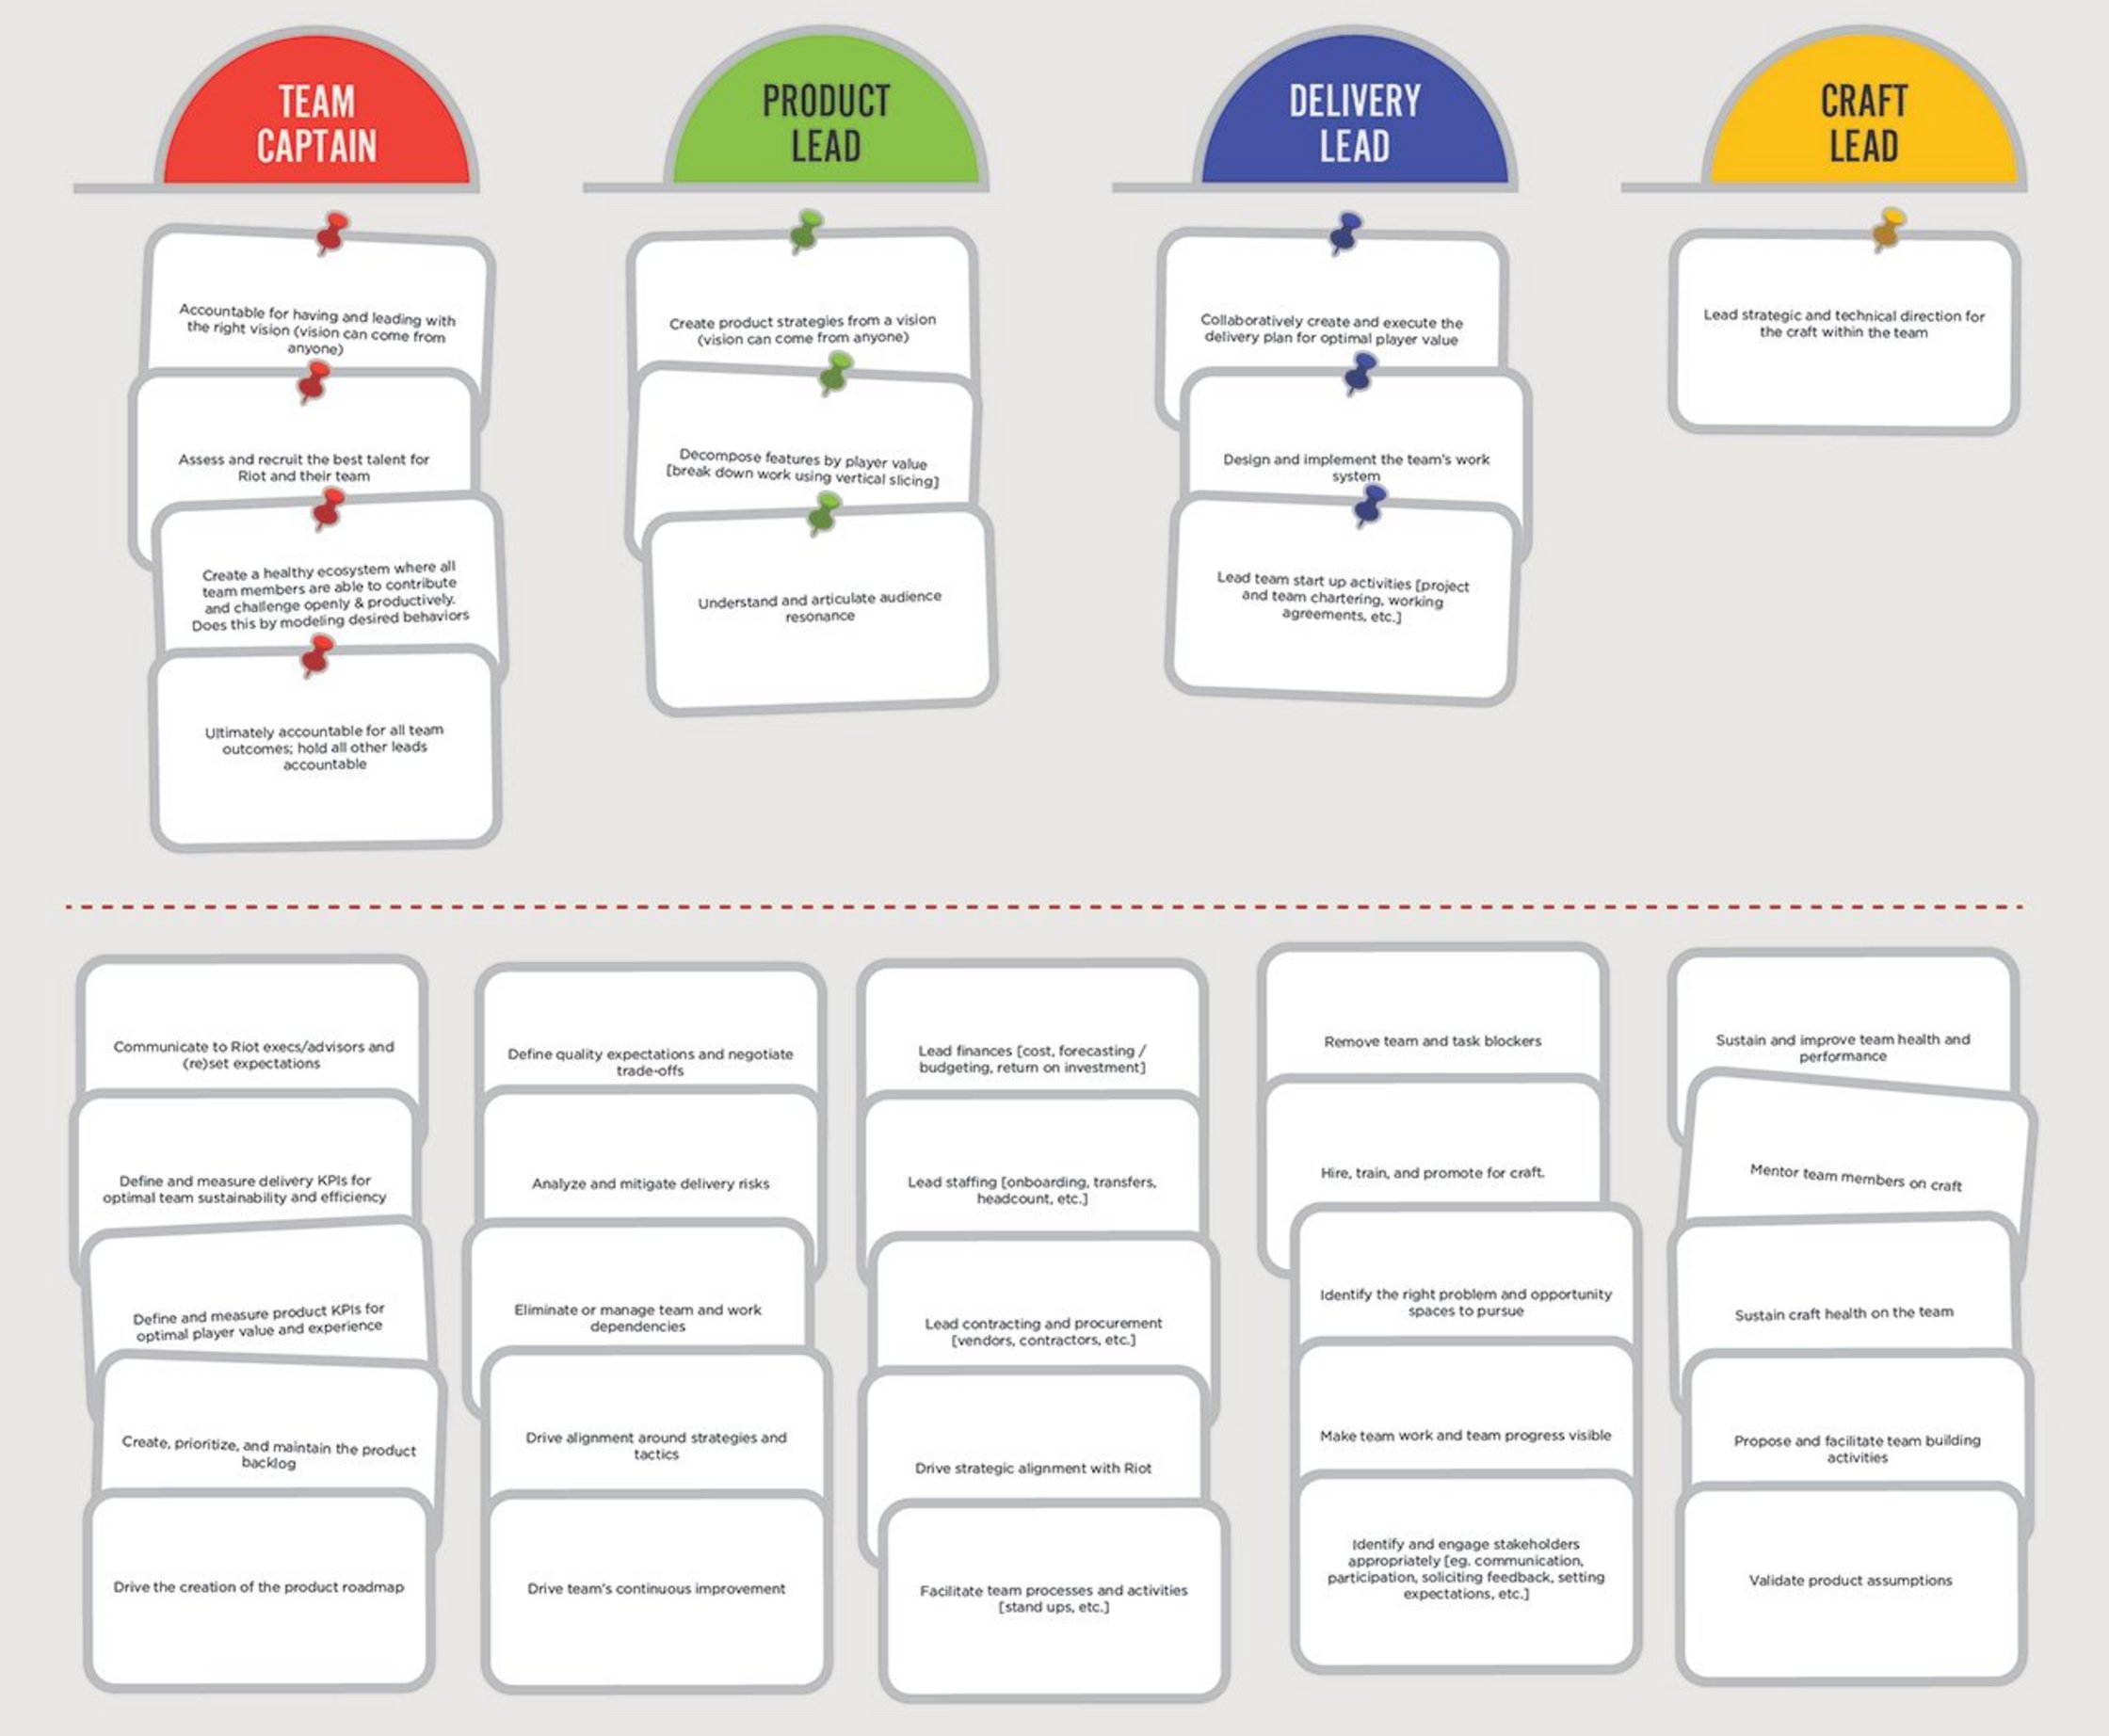 TEAM
CAPTAIN
PRODUCT
LEAD
DELIVERY
LEAD
CRAFT
LEAD
Accountable for having and leading with
the right vision (vision can come from
anyone)
Assess and recruit the best talent for
Riot and their team
Create a healthy ecosystem where all
team members are able to contribute
and challenge openly & productively.
Does this by modeling desired behaviors
Ultimately accountable for all team
outcomes; hold all other leads
accountable
Create product strategies from a vision
(vision can come from anyone)
Decompose features by player value
[break down work using vertical slicing]
Understand and articulate audience
resonance
Collaboratively create and execute the
delivery plan for optimal player value
Design and implement the team's work
system
Lead team start up activities [project
and team chartering, working
agreements, etc.]
Lead strategic and technical direction for
the craft within the team
Communicate to Riot execs/advisors and
(re)set expectations
Define and measure delivery KPIs for
optimal team sustainability and efficiency
Define and measure product KPIs for
optimal player value and experience
Create, prioritize, and maintain the product
backlog
Drive the creation of the product roadmap
Define quality expectations and negotiate
trade-offs
Analyze and mitigate delivery risks
Eliminate or manage team and work
dependencies
Drive alignment around strategies and
tactics
Drive team's continuous improvement
Lead finances [cost, forecasting /
budgeting, return on investment]
Lead staffing [onboarding, transfers,
headcount, etc.]
Lead contracting and procurement
[vendors, contractors, etc.]
Drive strategic alignment with Riot
Facilitate team processes and activities
[stand ups, etc.]
Remove team and task blockers
Hire, train, and promote for craft.
Identify the right problem and opportunity
spaces to pursue
Make team work and team progress visible
Identify and engage stakeholders
appropriately [eg. communication,
participation, soliciting feedback, setting
expectations, etc.]
Sustain and improve team health and
performance
Mentor team members on craft
Sustain craft health on the team
Propose and facilitate team building
activities
Validate product assumptions